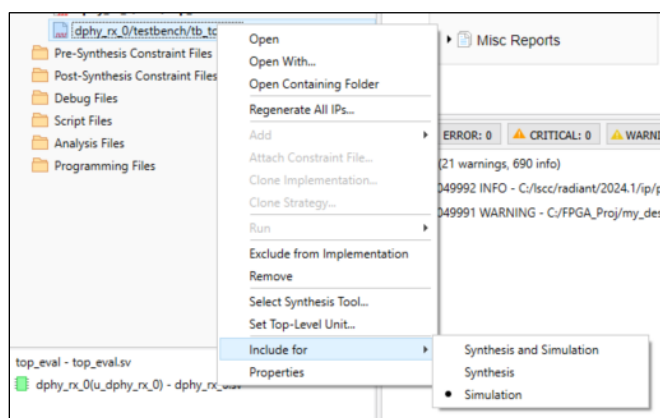 dphy_rx_0/testbench/tb_to
Pre-Synthesis Constraint Files
Post-Synthesis Constraint Files
Debug Files
Script Files
Analysis Files
Programming Files
Open
Open With...
Open Containing Folder
Regenerate All IPs...
Add
Attach Constraint File...
Clone Implementation...
Clone Strategy...
Run
Exclude from Implementation
Remove
Select Synthesis Tool...
Set Top-Level Unit...
Include for
Properties
Synthesis and Simulation
Synthesis
Simulation
Misc Reports
ERROR: 0 CRITICAL: 0 WARNI
(21 warnings, 690 info)
049992 INFO - C:/lscc/radiant/2024.1/ip/p
049991 WARNING - C:/FPGA_Proj/my_des
top_eval - top_eval.sv
dphy_rx_0(u_dphy_rx_0) - dphy_rx_0.sv